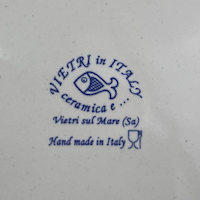 VIETRI in ITALY
ceramica e ...
Vietri sul Mare (Sa)
Hand made in Italy